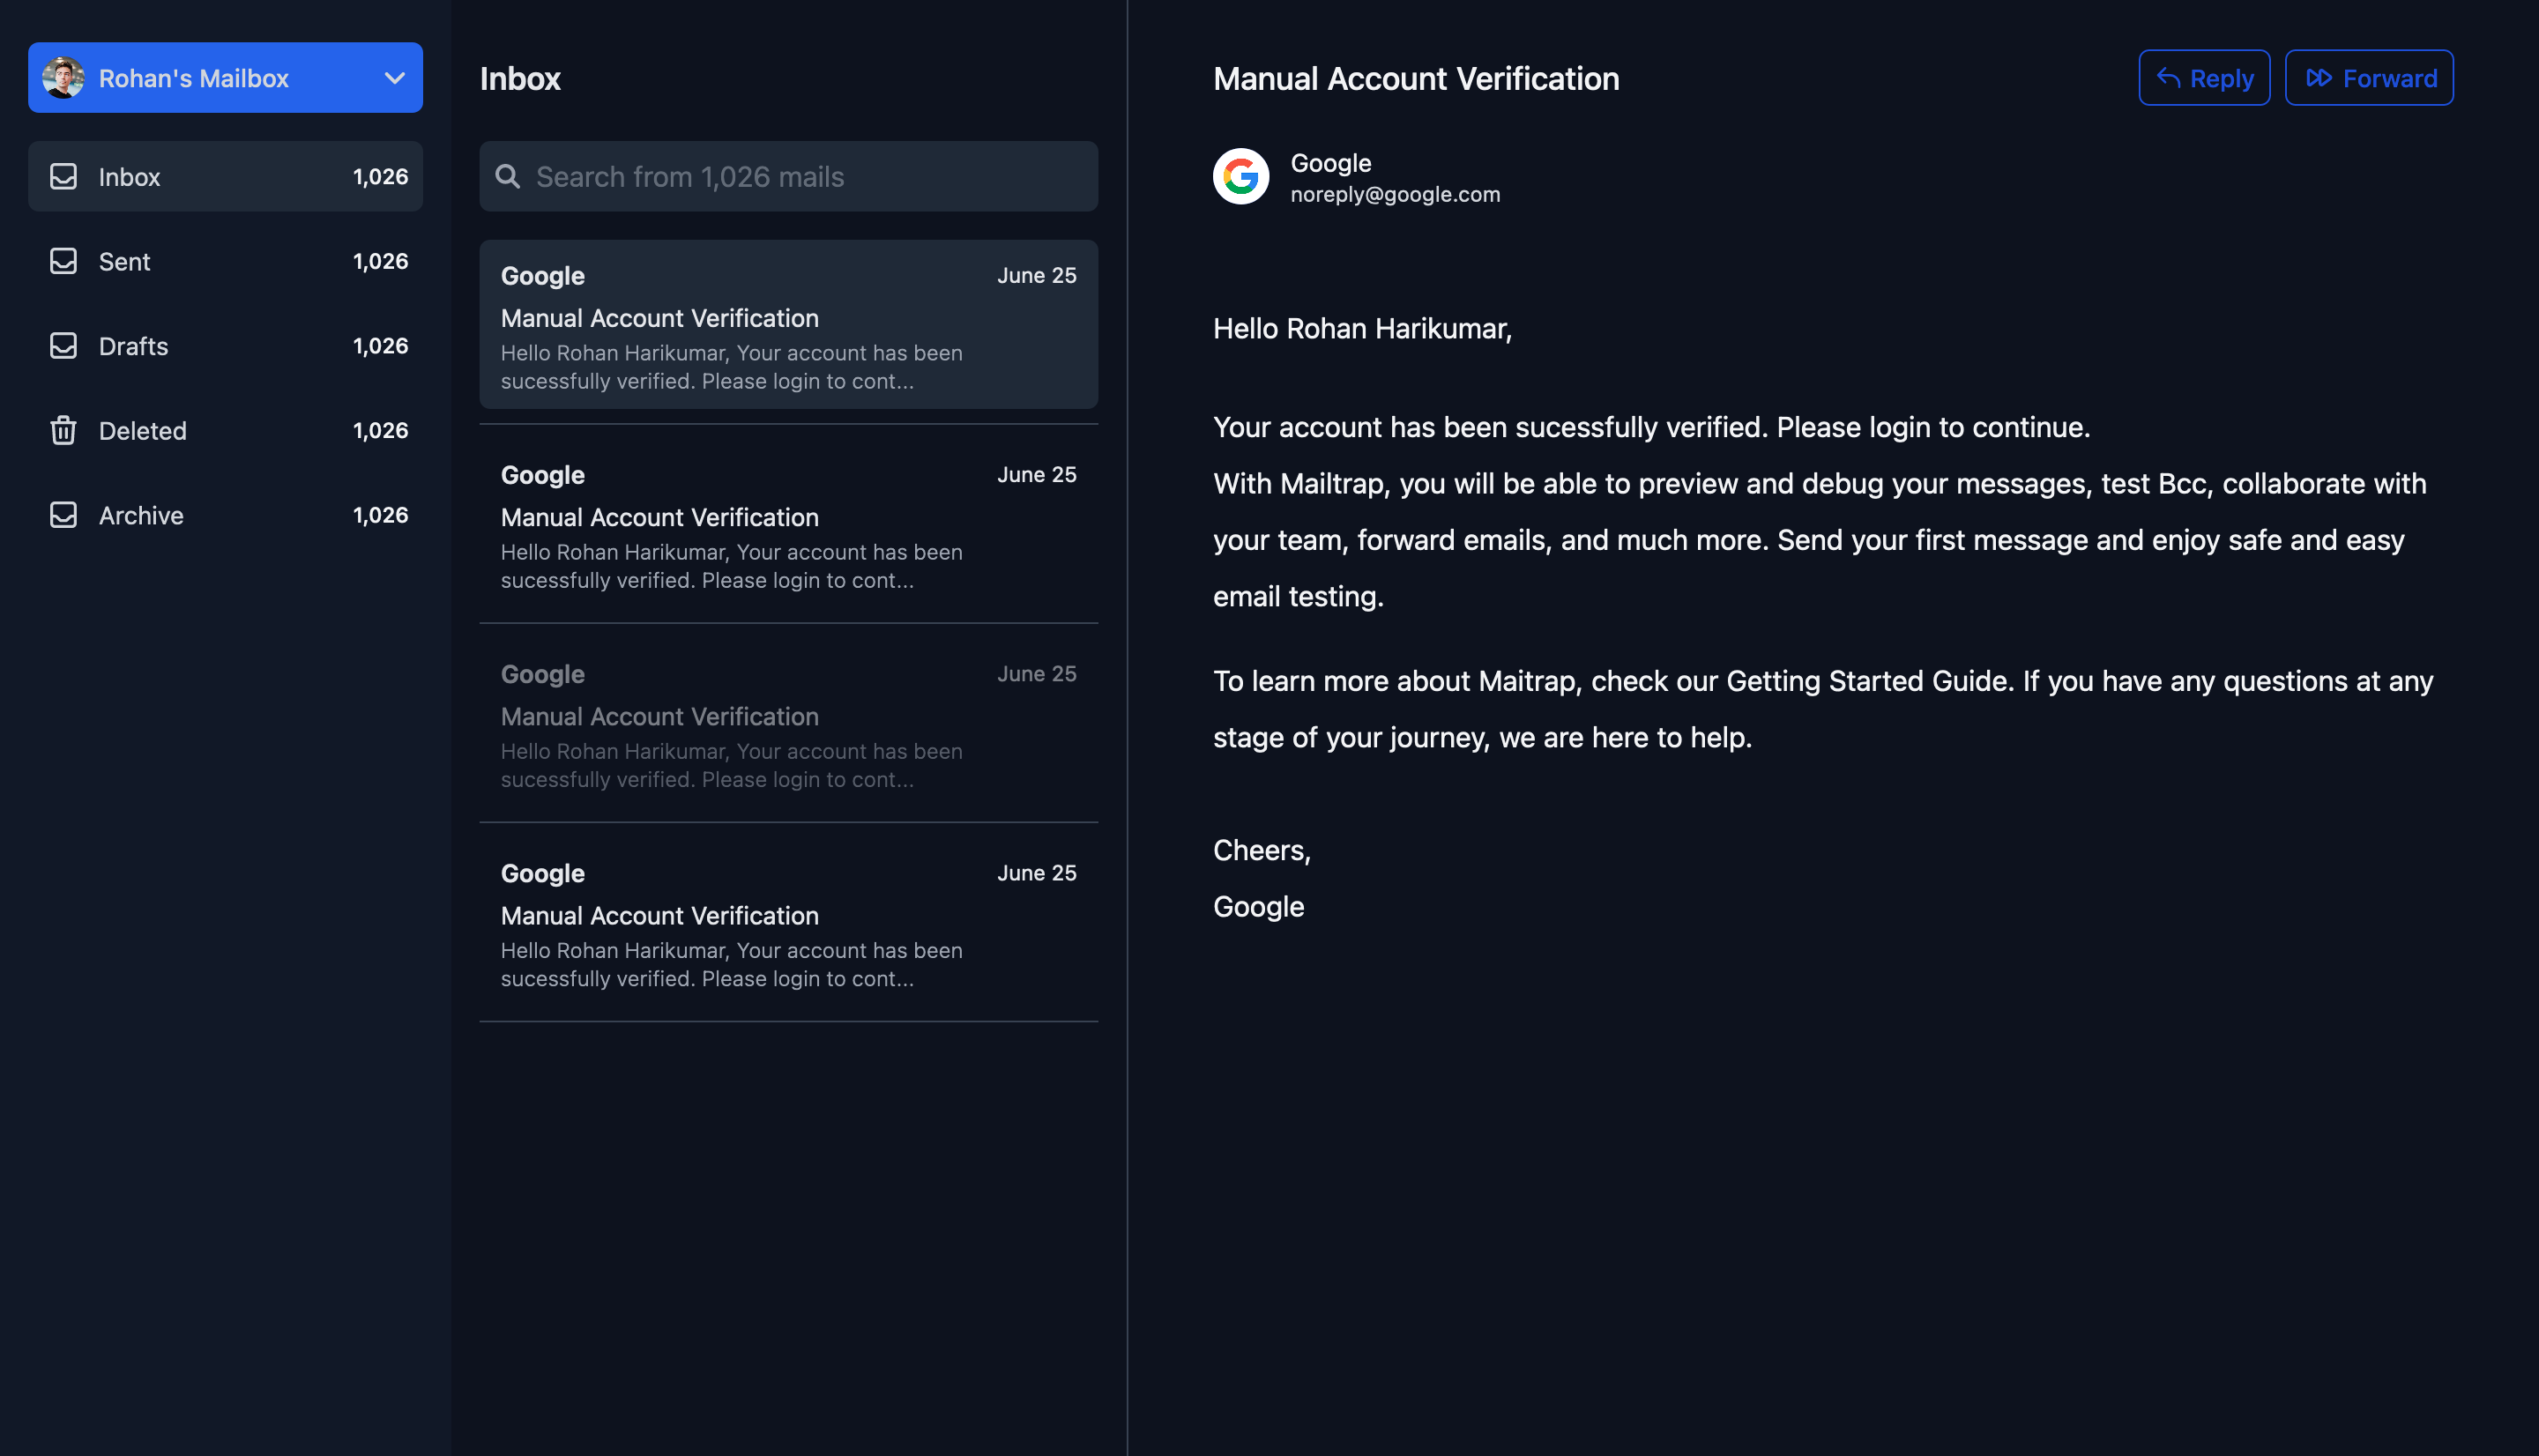 Rohan's Mailbox
Inbox 1,026
Sent 1,026
Drafts 1,026
Deleted 1,026
Archive 1,026
Inbox
Search from 1,026 mails
Google June 25
Manual Account Verification
Hello Rohan Harikumar, Your account has been
sucessfully verified. Please login to cont...
Google June 25
Manual Account Verification
Hello Rohan Harikumar, Your account has been
sucessfully verified. Please login to cont...
Google June 25
Manual Account Verification
Hello Rohan Harikumar, Your account has been
sucessfully verified. Please login to cont...
Google June 25
Manual Account Verification
Hello Rohan Harikumar, Your account has been
sucessfully verified. Please login to cont...
Manual Account Verification
Reply
Forward
Google
noreply@google.com
Hello Rohan Harikumar,
Your account has been sucessfully verified. Please login to continue.
With Mailtrap, you will be able to preview and debug your messages, test Bcc, collaborate with
your team, forward emails, and much more. Send your first message and enjoy safe and easy
email testing.
To learn more about Maitrap, check our Getting Started Guide. If you have any questions at any
stage of your journey, we are here to help.
Cheers,
Google